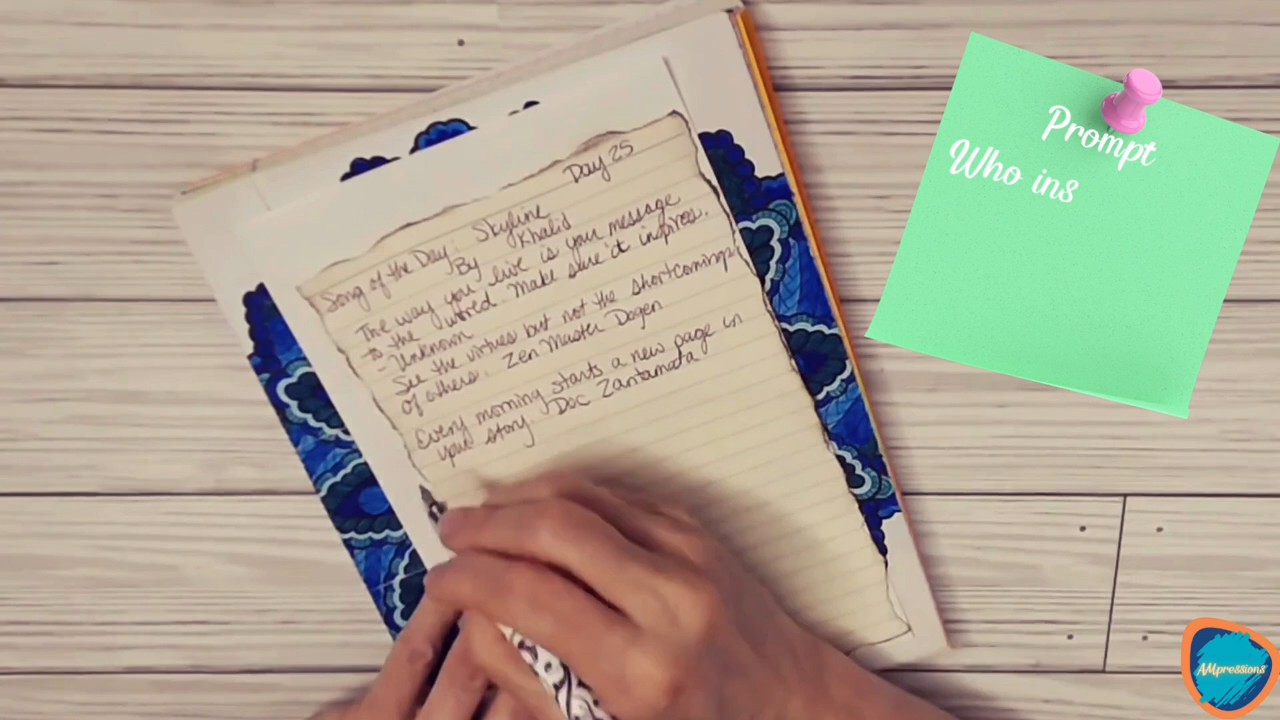 Day 25
Song of the Day: Skyline
By Khalid
The way you live is your message
to the world. Make sure it inspires.
- Unknown
See the virtues but not the shortcomings
of others. Zen Master Dogen
Every morning starts a new page in
your story. Doc Zantamata
Prompt
Who ins
AMpressions